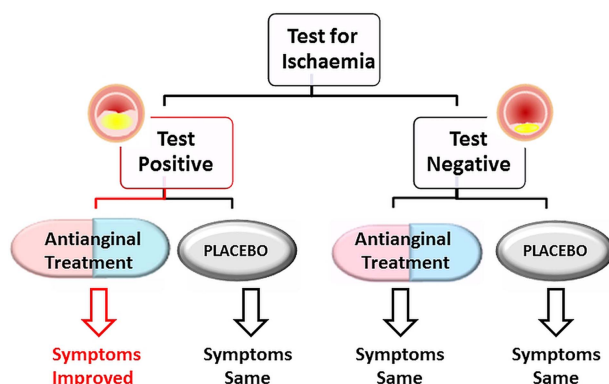 Test for
Ischaemia
Test
Positive
Test
Negative
Antianginal
Treatment
PLACEBO
Antianginal
Treatment
PLACEBO
Symptoms
Improved
Symptoms
Same
Symptoms
Same
Symptoms
Same